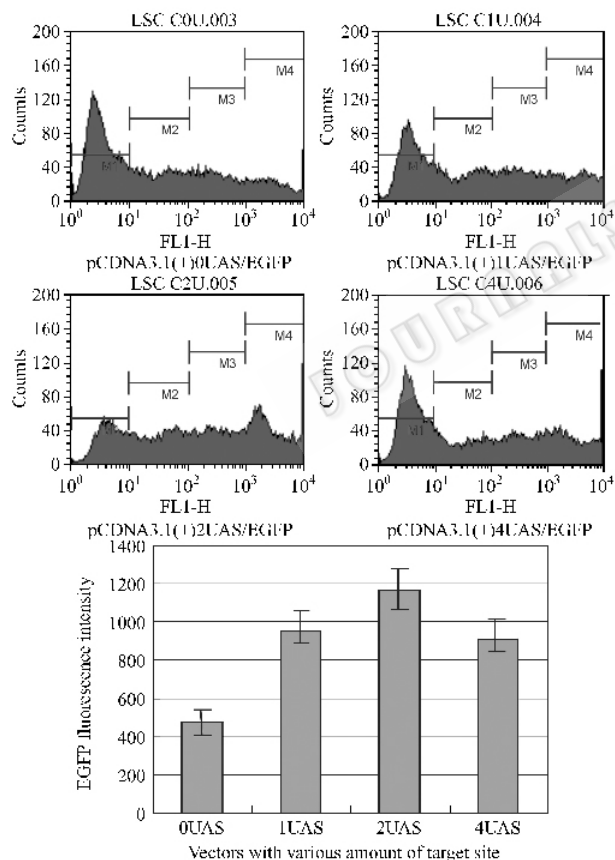 LSC C0U.003
LSC C1U.004
200
160
120
80
40
0
Counts
M1
M2
M3
M4
10^0 10^1 10^2 10^3 10^4
FL1-H
pCDNA3.1(+)0UAS/EGFP
200
160
120
80
40
0
Counts
M2
M3
M4
10^0 10^1 10^2 10^3 10^4
FL1-H
pCDNA3.1(+)1UAS/EGFP
LSC C2U.005
LSC C4U.006
200
160
120
80
40
0
Counts
M2
M3
M4
10^0 10^1 10^2 10^3 10^4
FL1-H
pCDNA3.1(+)2UAS/EGFP
200
160
120
80
40
0
Counts
M1
M2
M3
M4
10^0 10^1 10^2 10^3 10^4
FL1-H
pCDNA3.1(+)4UAS/EGFP
JOURNALS
1400
1200
1000
800
600
400
200
0
EGFP fluorescence intensity
0UAS 1UAS 2UAS 4UAS
Vectors with various amount of target site